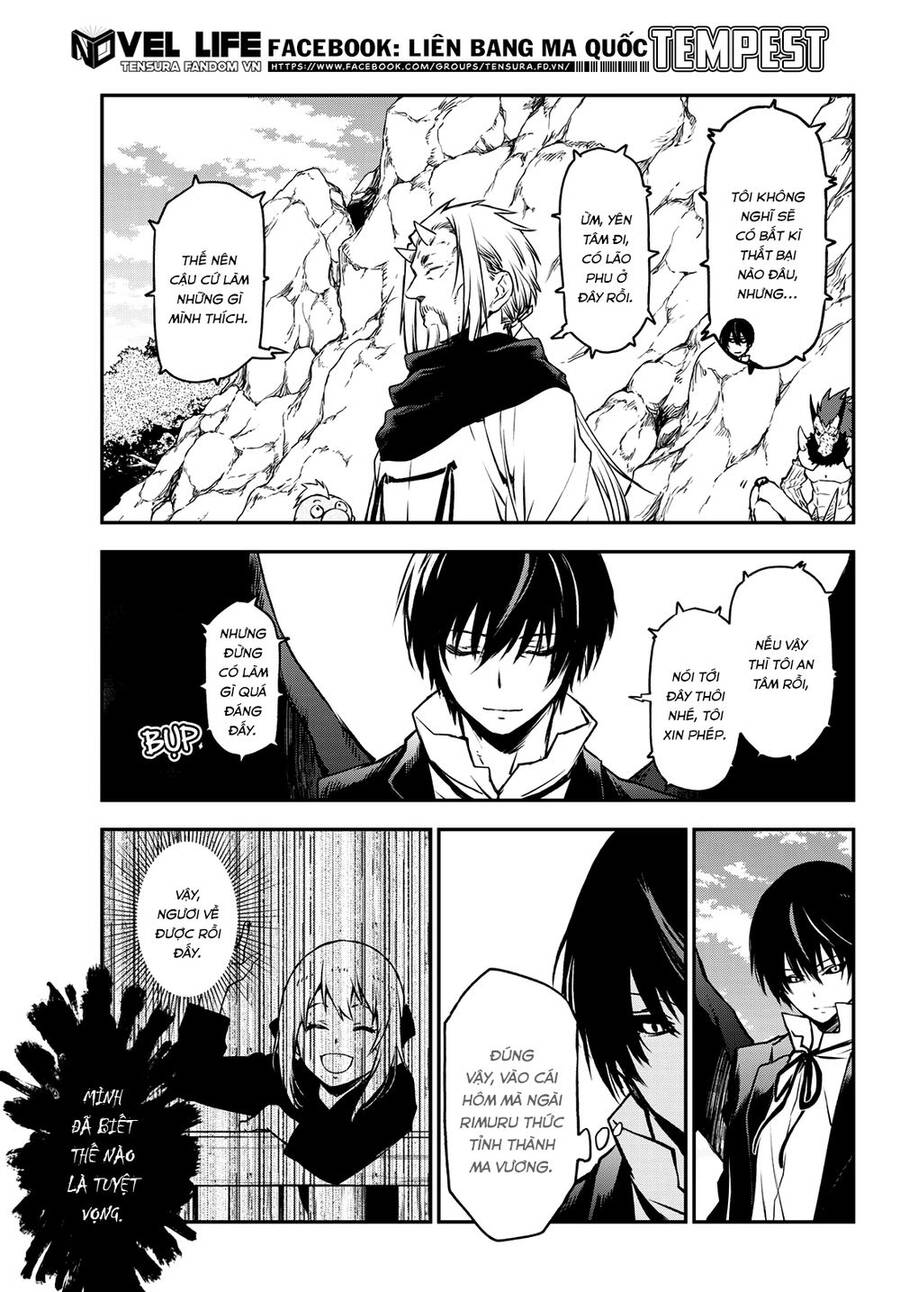 NOVEL LIFE
TENSURA FANDOM VN
FACEBOOK: LIÊN BANG MA QUỐC
HTTPS://WWW.FACEBOOK.COM/GROUPS/TENSURA.FD.VN/
TEMPEST
TÔI KHÔNG
NGHĨ SẼ
CÓ BẤT KÌ
THẤT BẠI
NÀO ĐÂU,
NHƯNG...
ỪM, YÊN
TÂM ĐI,
CÓ LÃO
PHU Ở
ĐÂY RỒI.
THẾ NÊN
CẬU CỨ LÀM
NHỮNG GÌ
MÌNH THÍCH.
NẾU VẬY
THÌ TÔI AN
TÂM RỒI,
NÓI TỚI
ĐÂY THÔI
NHÉ, TÔI
XIN PHÉP.
NHƯNG
ĐỪNG
CÓ LÀM
GÌ QUÁ
ĐÁNG
ĐẤY.
BỤP.
ĐÚNG
VẬY, VÀO CÁI
HÔM MÀ NGÀI
RIMURU THỨC
TỈNH THÀNH
MA VƯƠNG.
VẬY,
NGƯƠI VỀ
ĐƯỢC RỒI
ĐẤY.
MÌNH
ĐÃ BIẾT
THẾ NÀO
LÀ TUYỆT
VỌNG.